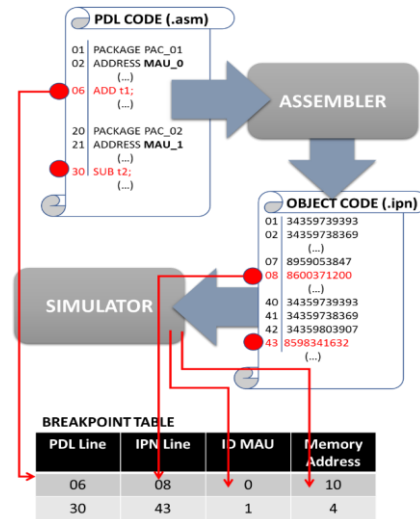 PDL CODE (.asm)
01 PACKAGE PAC_01
02 ADDRESS MAU_0
(...)
06 ADD t1;
(...)
20 PACKAGE PAC_02
21 ADDRESS MAU_1
(...)
30 SUB t2;
(...)
ASSEMBLER
OBJECT CODE (.ipn)
01 34359739393
02 34359738369
(...)
07 8959053847
08 8600371200
(...)
40 34359739393
41 34359738369
42 34359803907
43 8598341632
(...)
SIMULATOR
BREAKPOINT TABLE
PDL Line IPN Line ID MAU Memory Address
06 08 0 10
30 43 1 4